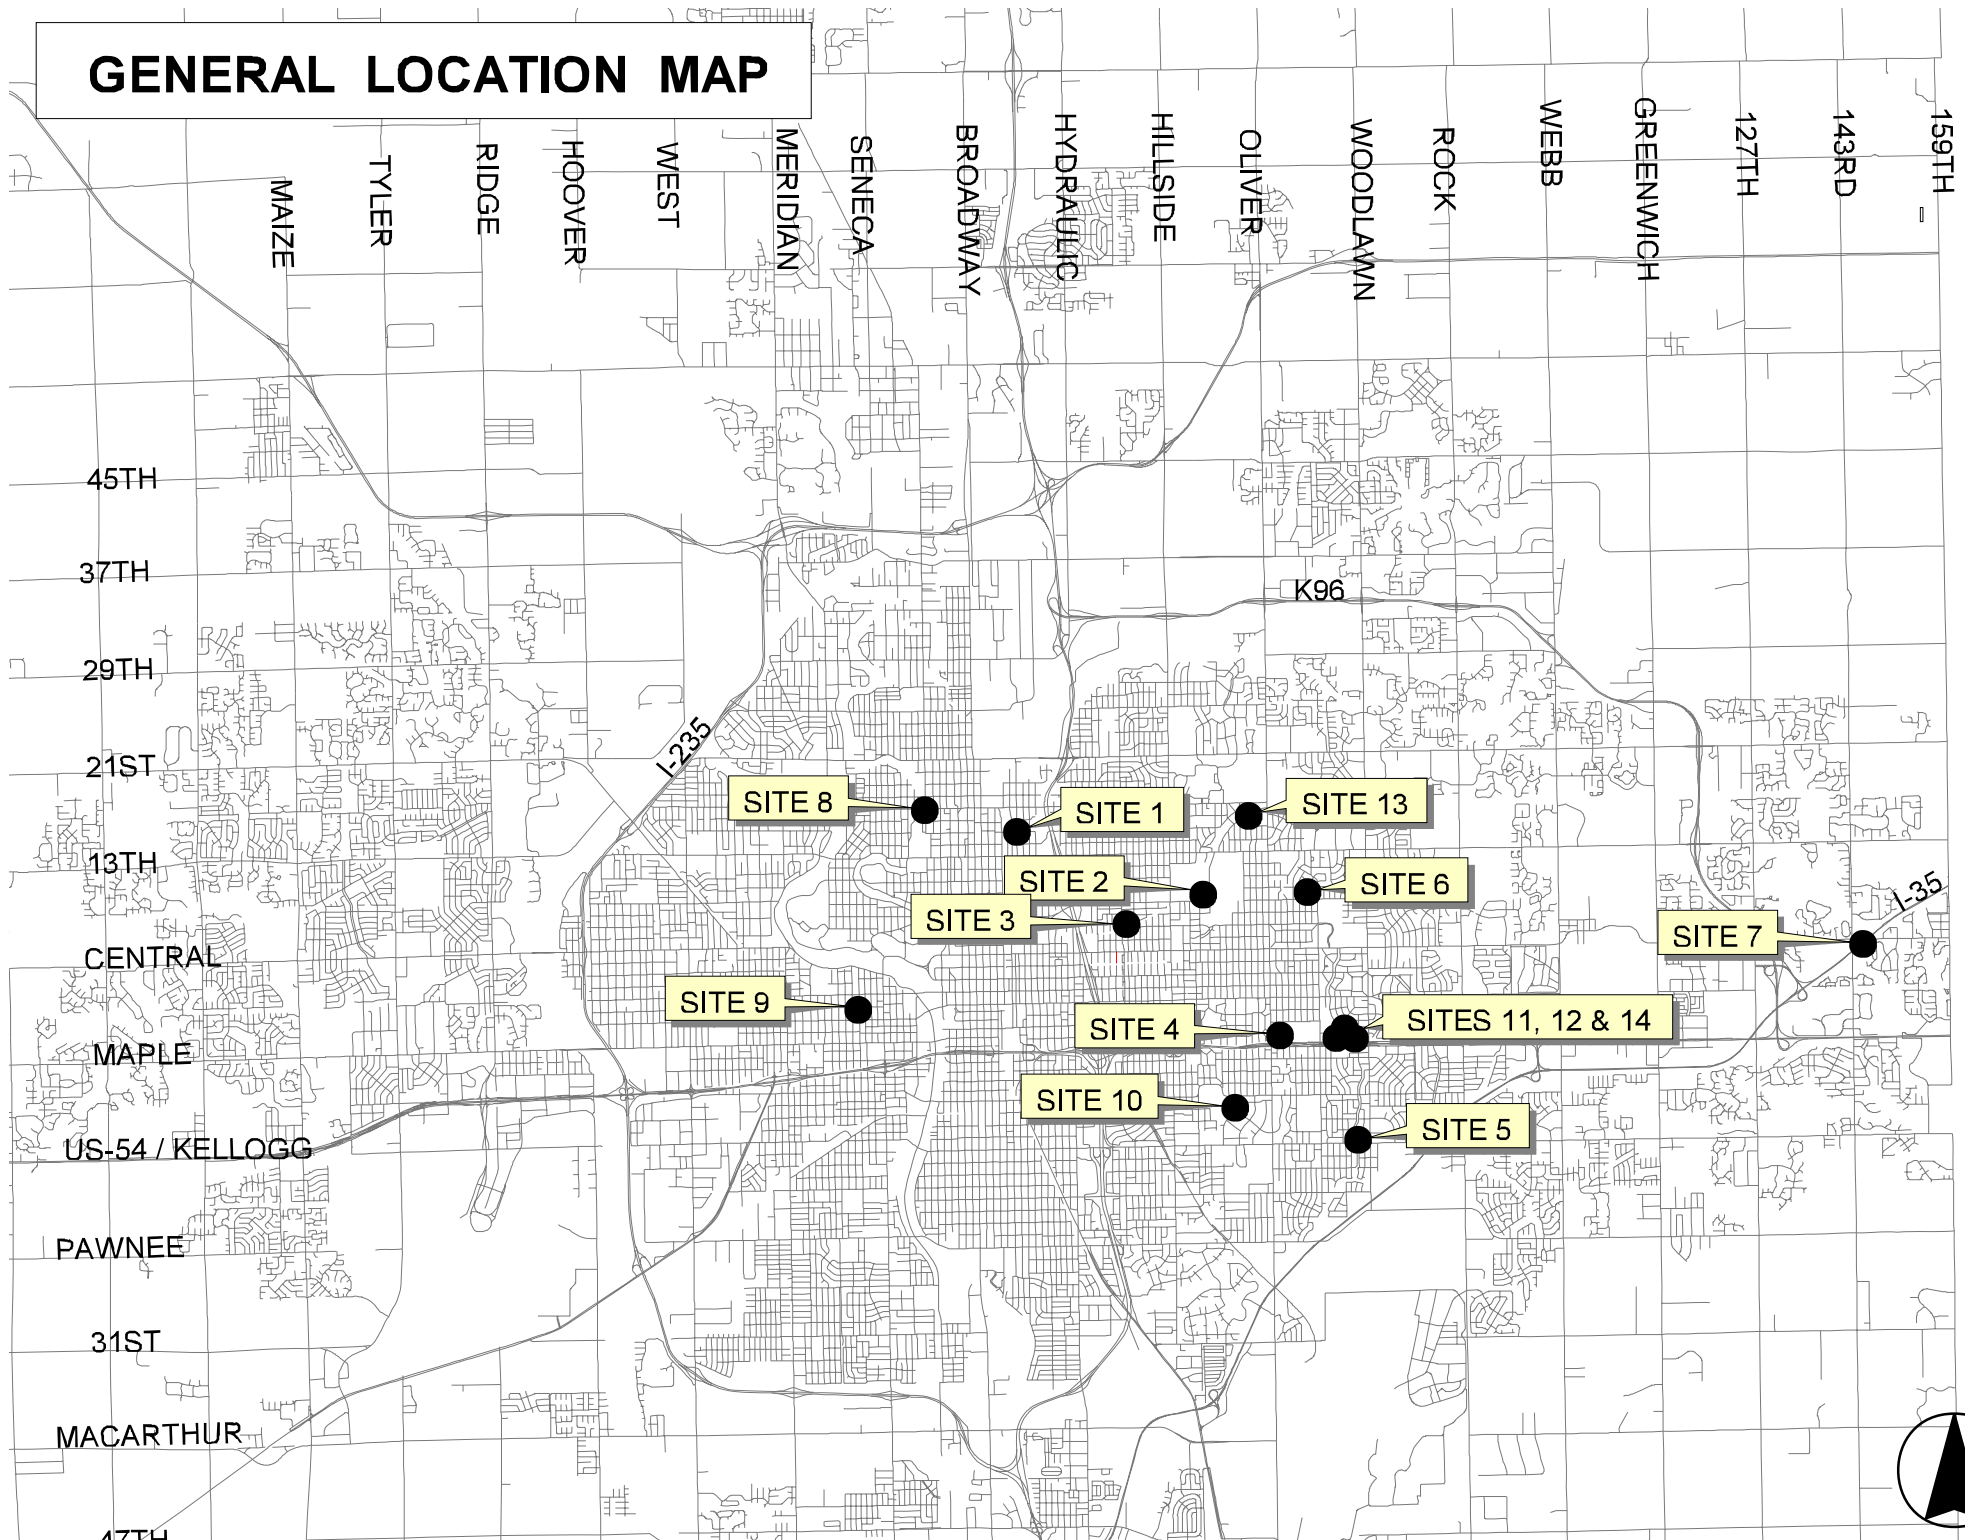 GENERAL LOCATION MAP
MAIZE
TYLER
RIDGE
HOOVER
WEST
MERIDIAN
SENECA
BROADWAY
HYDRAULIC
HILLSIDE
OLIVER
WOODLAWN
ROCK
WEBB
GREENWICH
127TH
143RD
159TH
45TH
37TH
K96
29TH
I-235
21ST
SITE 8
SITE 1
SITE 13
13TH
SITE 2
SITE 6
I-35
SITE 3
SITE 7
CENTRAL
SITE 9
SITE 4
SITES 11, 12 & 14
MAPLE
SITE 10
SITE 5
US-54 / KELLOGG
PAWNEE
31ST
MACARTHUR
47TH